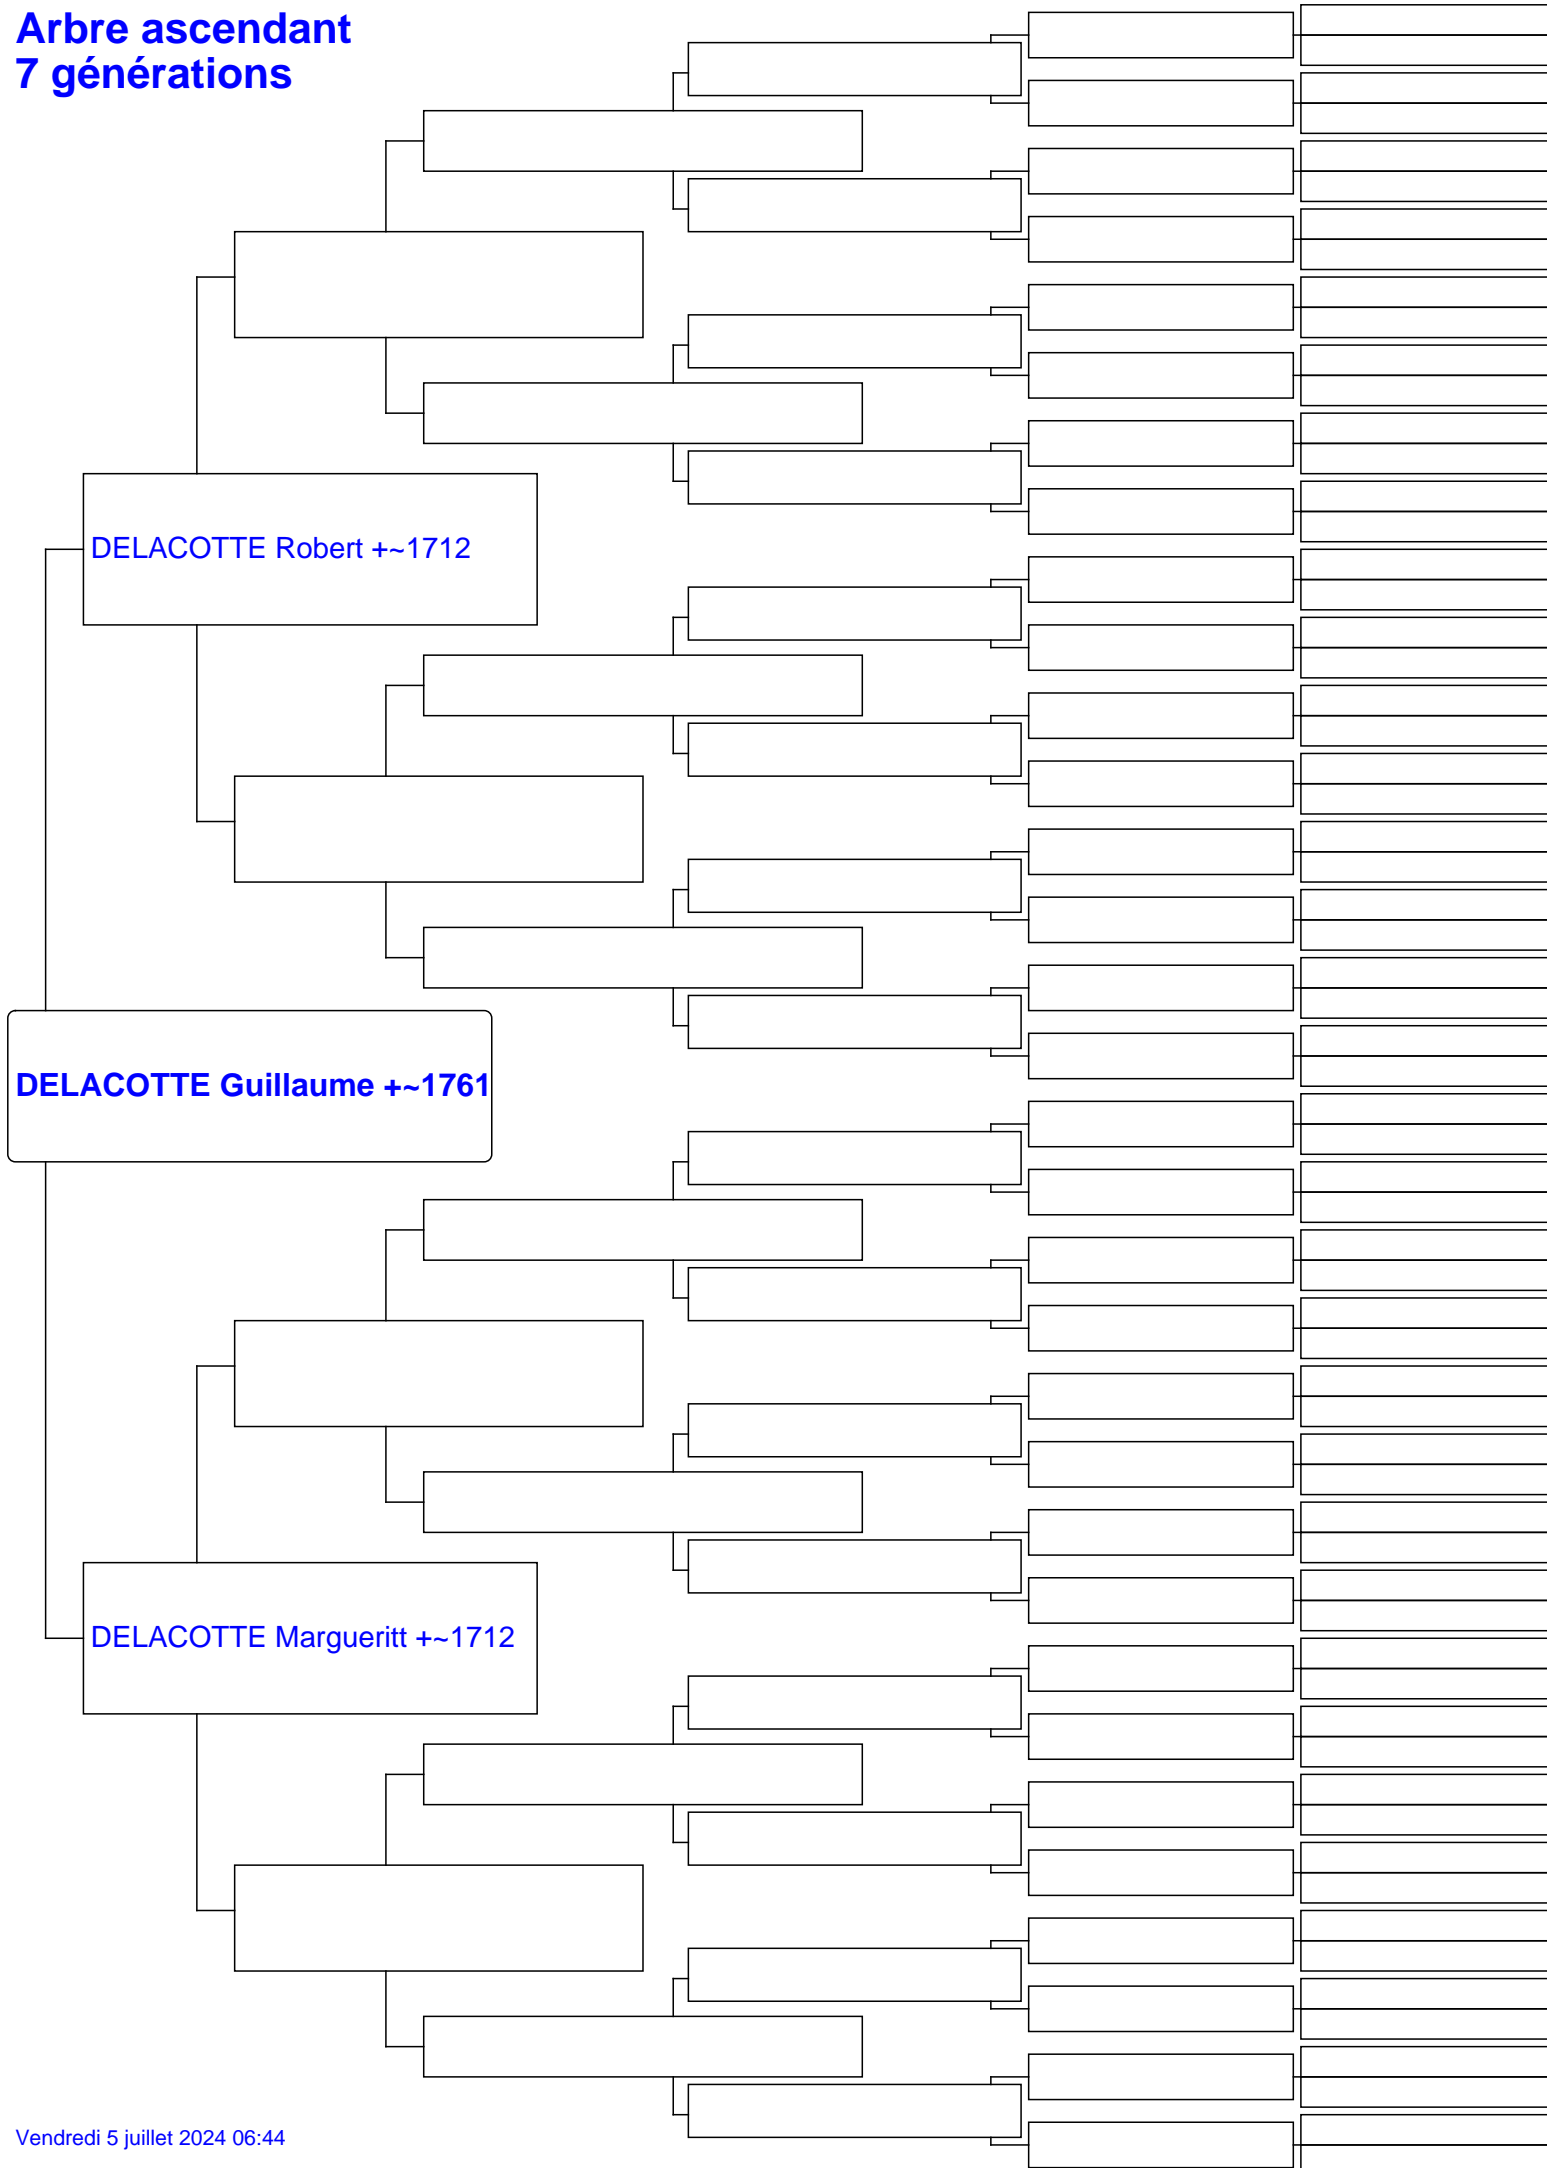 Arbre ascendant
7 générations
DELACOTTE Robert +~1712
DELACOTTE Guillaume +~1761
DELACOTTE Margueritt +~1712
Vendredi 5 juillet 2024 06:44